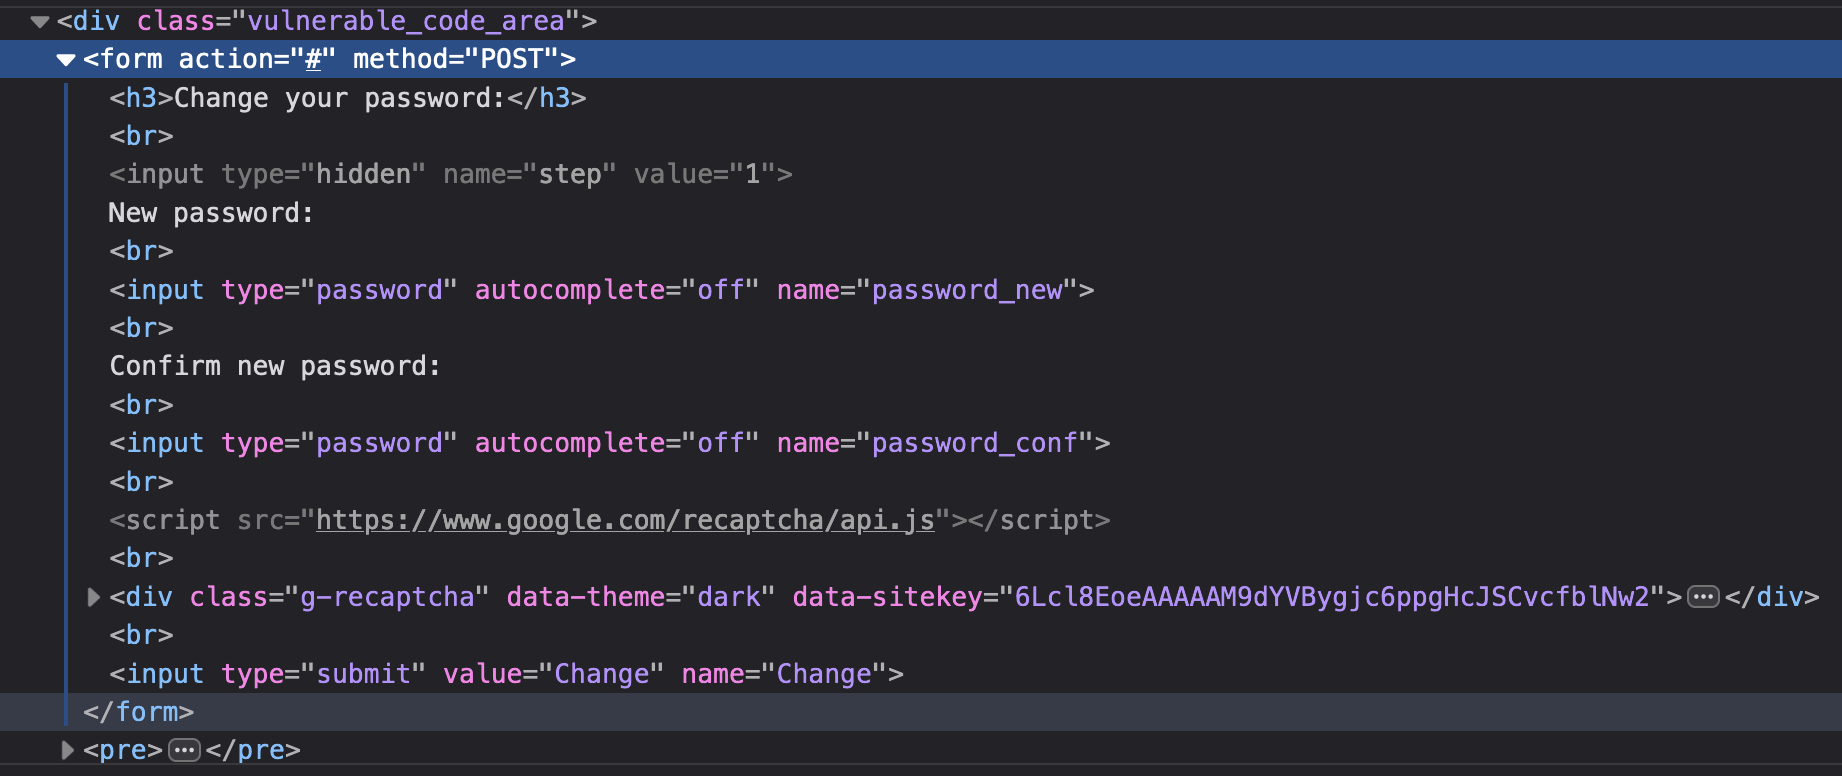 <div class="vulnerable_code_area">
<form action="#" method="POST">
<h3>Change your password:</h3>
<br>
<input type="hidden" name="step" value="1">
New password:
<br>
<input type="password" autocomplete="off" name="password_new">
<br>
Confirm new password:
<br>
<input type="password" autocomplete="off" name="password_conf">
<br>
<script src="https://www.google.com/recaptcha/api.js"></script>
<br>
<div class="g-recaptcha" data-theme="dark" data-sitekey="6Lcl8EoeAAAAAM9dYVBygjc6ppgHcJSCvcfblNw2">…</div>
<br>
<input type="submit" value="Change" name="Change">
</form>
<pre>…</pre>